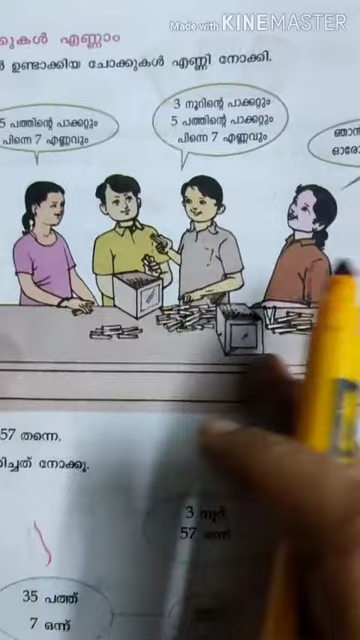 Made with KINEMASTER
ക്കുകൾ എണ്ണാം
ർ ഉണ്ടാക്കിയ ചോക്കുകൾ എണ്ണി നോക്കി.
5 പത്തിന്റെ പാക്കറ്റും
പിന്നെ 7 എണ്ണവും
3 നൂറിന്റെ പാക്കറ്റും
5 പത്തിന്റെ പാക്കറ്റും
പിന്നെ 7 എണ്ണവും
ഞാൻ
ഓരോ
57 തന്നെ.
ിച്ചത് നോക്കൂ.
3 നൂറ്
57 ഒന്ന്
35 പത്ത്
7 ഒന്ന്